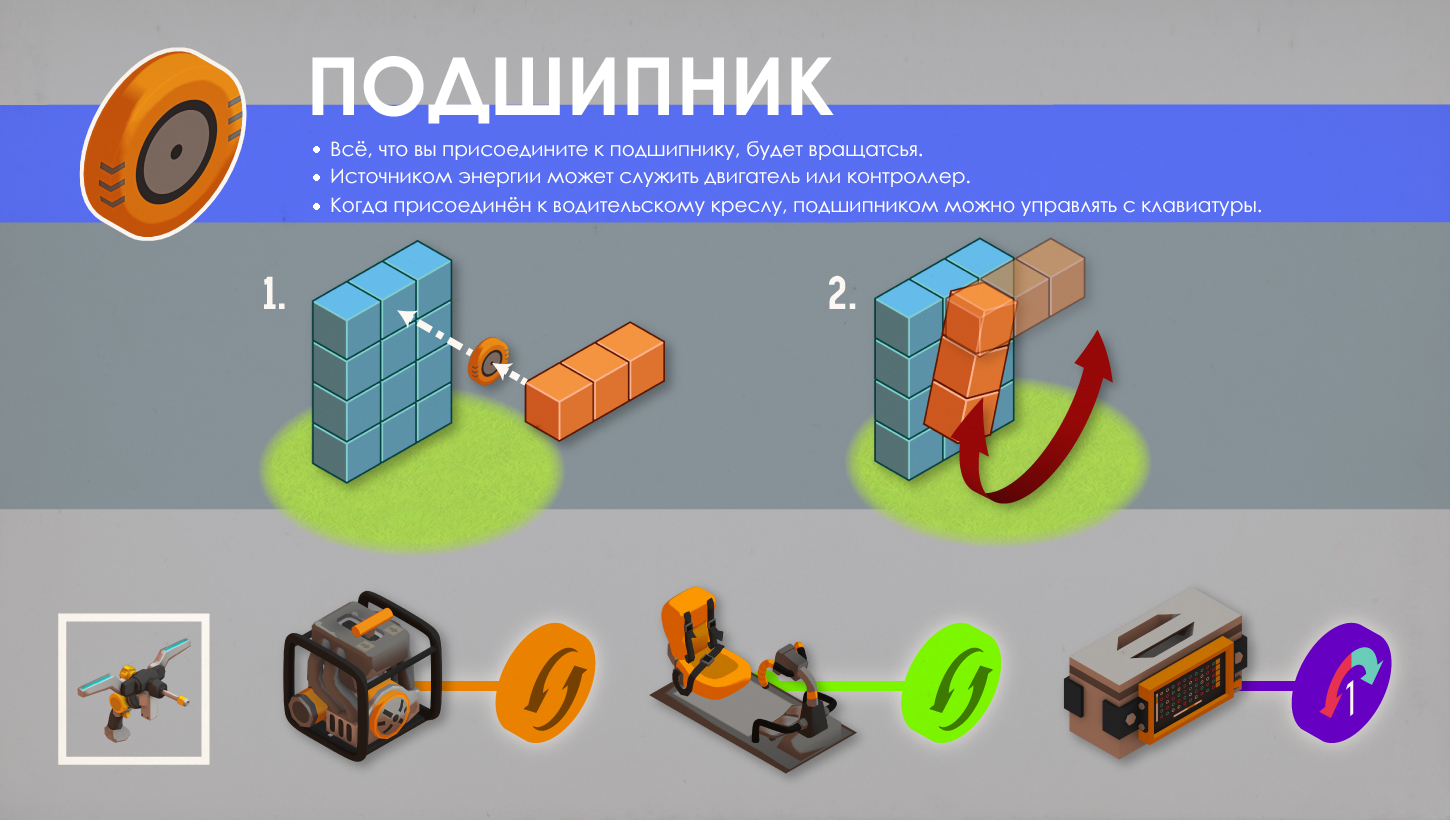 ПОДШИПНИК
• Всё, что вы присоедините к подшипнику, будет вращатсья.
• Источником энергии может служить двигатель или контроллер.
• Когда присоединён к водительскому креслу, подшипником можно управлять с клавиатуры.
1.
2.
1